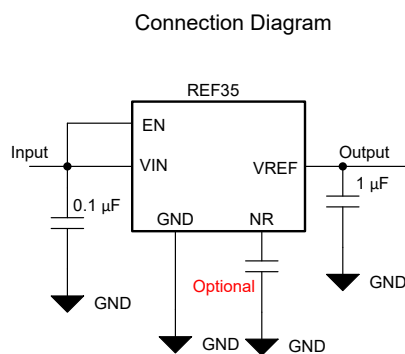 Connection Diagram
REF35
EN
Input
VIN
VREF
Output
0.1 µF
1 µF
GND
NR
Optional
GND
GND
GND
GND